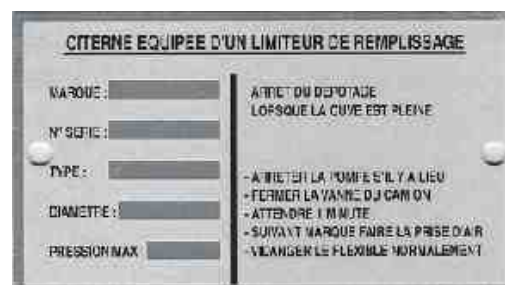 CITERNE EQUIPEE D'UN LIMITEUR DE REMPLISSAGE
MARQUE :
N° SERIE :
TYPE :
DIAMETRE :
PRESSION MAX
ARRET DU DEPOTAGE
LORSQUE LA CUVE EST PLEINE
- ARRETER LA POMPE S'IL Y A LIEU
- FERMER LA VANNE DU CAMION
- ATTENDRE 1 MINUTE
- SUIVANT MARQUE FAIRE LA PRISE D'AIR
- VIDANGER LE FLEXIBLE NORMALEMENT